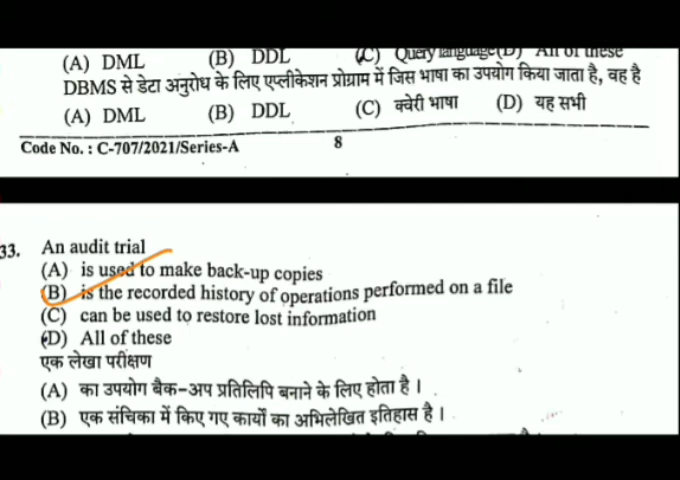 (A) DML (B) DDL (C) Query language (D) All of these
DBMS से डेटा अनुरोध के लिए एप्लीकेशन प्रोग्राम में जिस भाषा का उपयोग किया जाता है, वह है
(A) DML (B) DDL (C) क्वेरी भाषा (D) यह सभी
Code No. : C-707/2021/Series-A 8
33. An audit trial
(A) is used to make back-up copies
(B) is the recorded history of operations performed on a file
(C) can be used to restore lost information
(D) All of these
एक लेखा परीक्षण
(A) का उपयोग बैक-अप प्रतिलिपि बनाने के लिए होता है ।
(B) एक संचिका में किए गए कार्यों का अभिलेखित इतिहास है ।